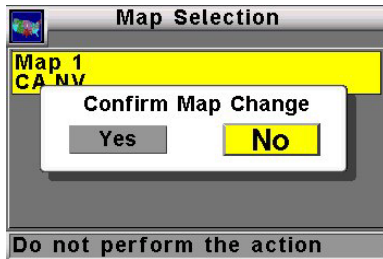 Map Selection
Map 1
CA NV
Confirm Map Change
Yes
No
Do not perform the action